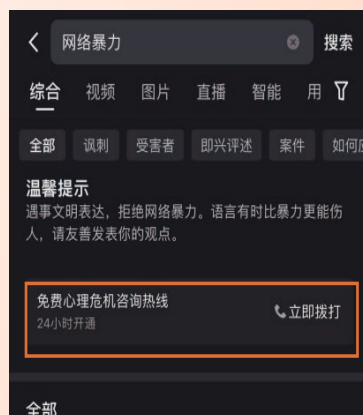 网络暴力 搜索
综合 视频 图片 直播 智能 用
全部 讽刺 受害者 即兴评述 案件 如何应
温馨提示
遇事文明表达，拒绝网络暴力。语言有时比暴力更能伤
人，请友善发表你的观点。
免费心理危机咨询热线
24小时开通
立即拨打
全部